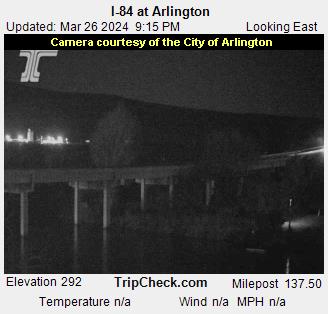 I-84 at Arlington
Updated: Mar 26 2024 9:15 PM Looking East
Camera courtesy of the City of Arlington
Elevation 292 TripCheck.com Milepost 137.50
Temperature n/a Wind n/a MPH n/a